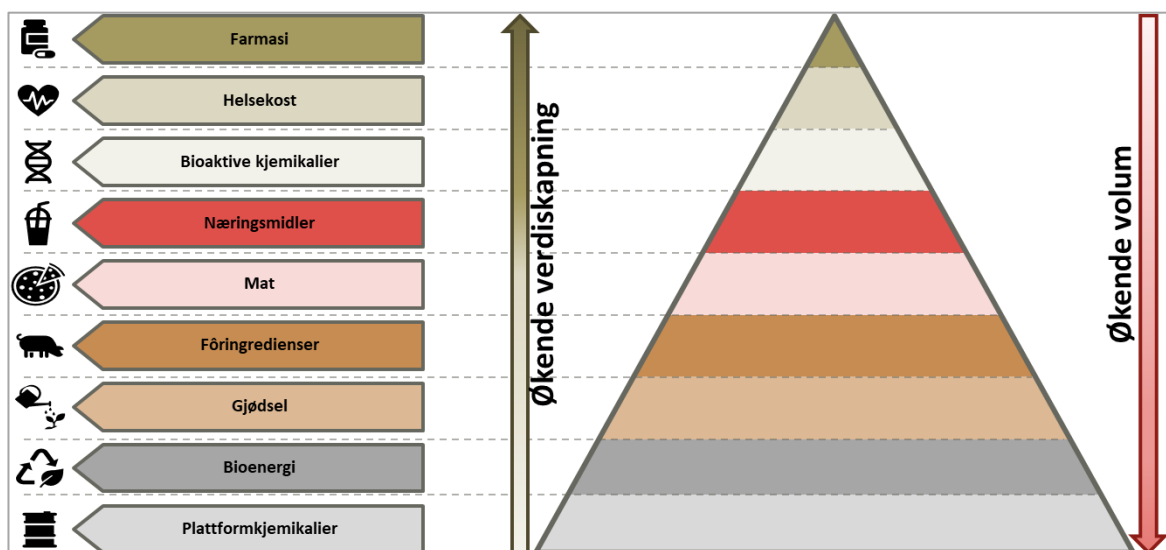 Farmasi
Helsekost
Bioaktive kjemikalier
Næringsmidler
Mat
Fôringredienser
Gjødsel
Bioenergi
Plattformkjemikalier
Økende verdiskapning
Økende volum